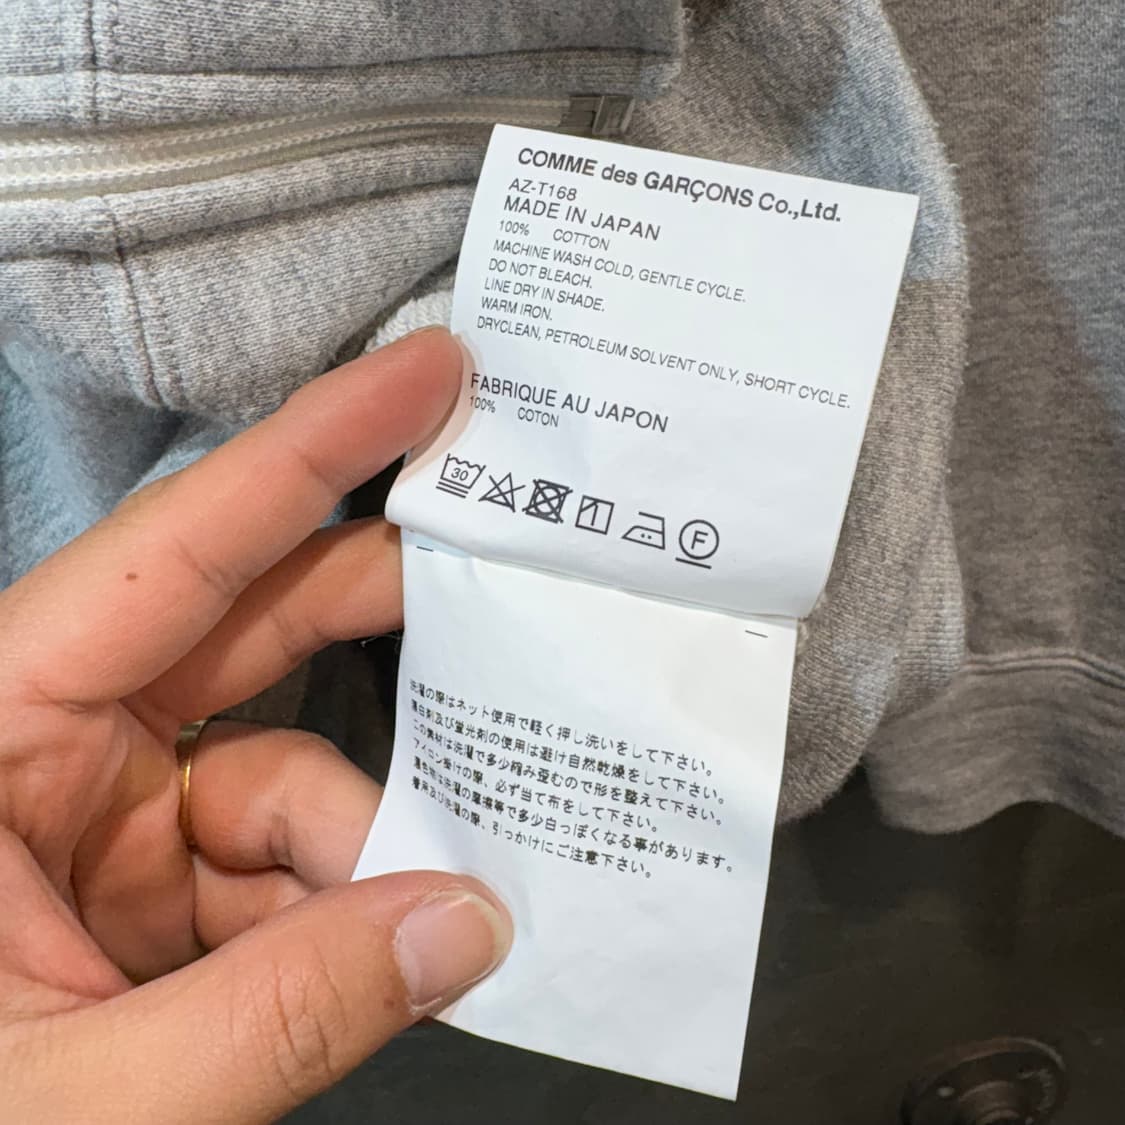 COMME des GARÇONS Co.,Ltd.
AZ-T168
MADE IN JAPAN
100% COTTON
MACHINE WASH COLD, GENTLE CYCLE.
DO NOT BLEACH.
LINE DRY IN SHADE.
WARM IRON.
DRYCLEAN, PETROLEUM SOLVENT ONLY, SHORT CYCLE.
FABRIQUE AU JAPON
100% COTON
30
F
洗濯の際はネット使用で軽く押し洗いをして下さい。
漂白剤及び蛍光剤の使用は避け自然乾燥をして下さい。
この素材は洗濯で多少縮み歪むので形を整えて下さい。
アイロン掛けの際、必ず当て布をして下さい。
濃色物は洗濯の摩擦等で多少白っぽくなる事があります。
着用及び洗濯の際、引っかけにご注意下さい。